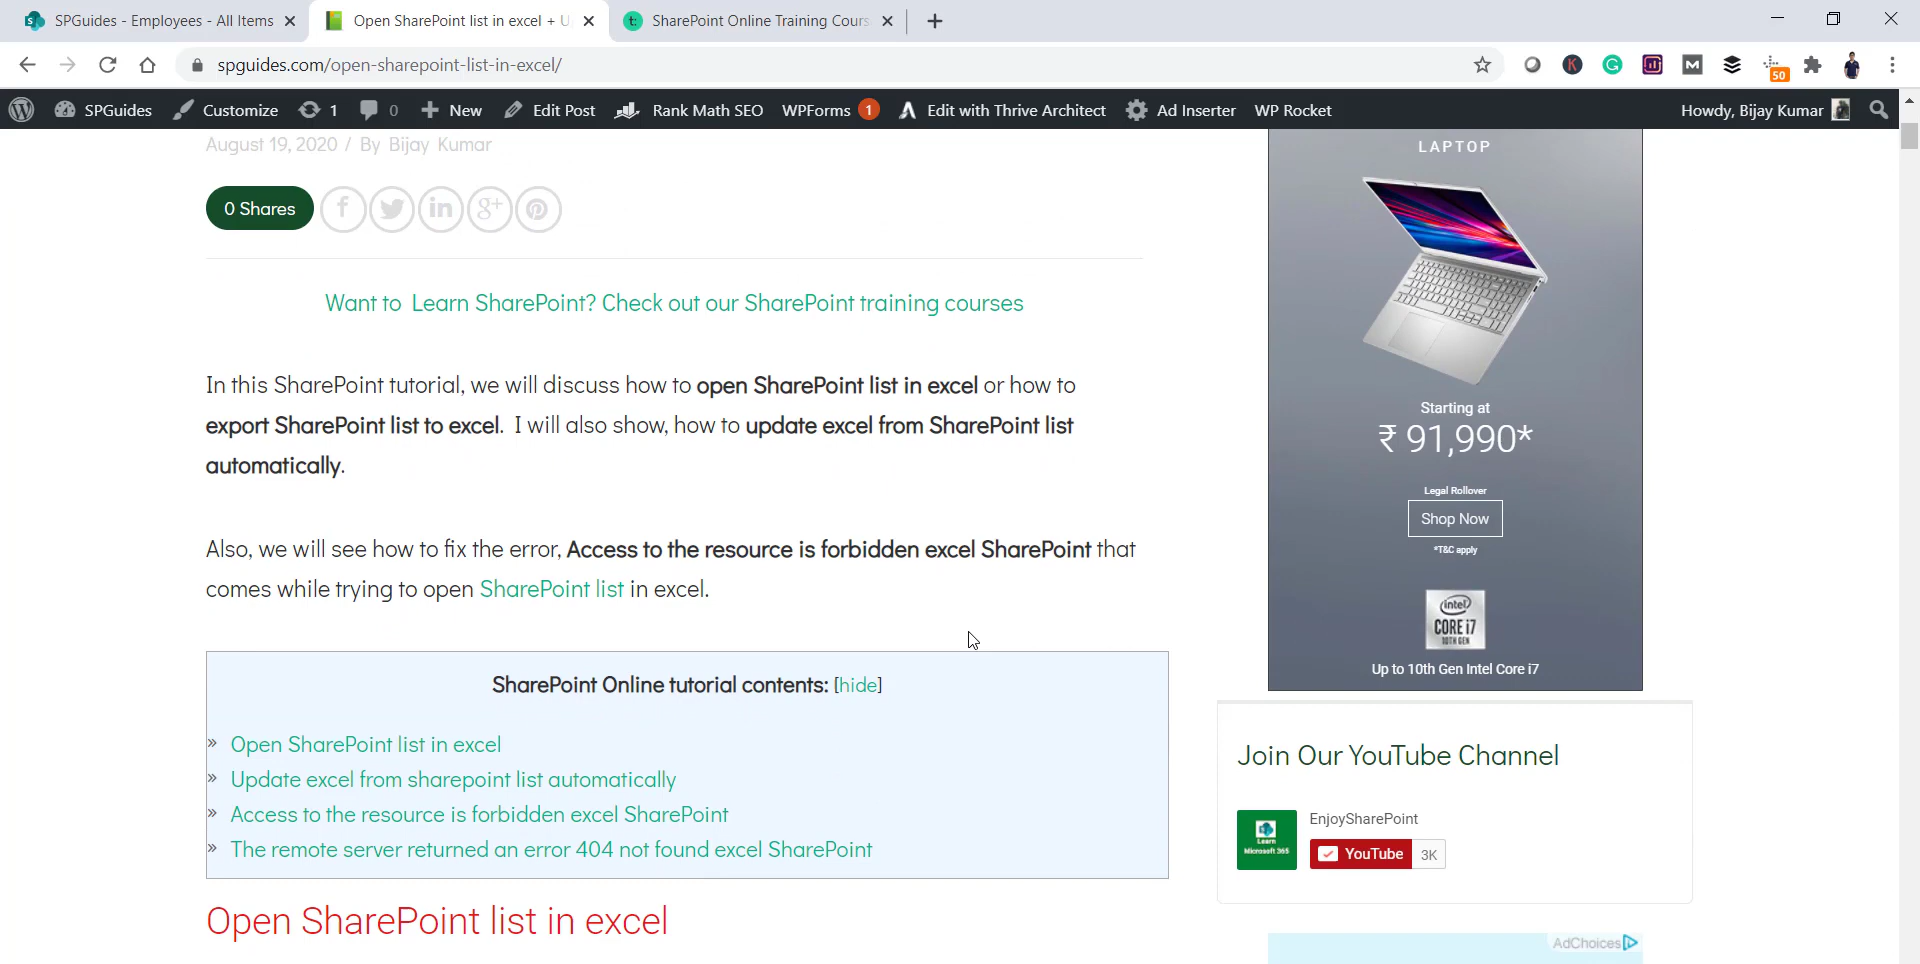 SPGuides - Employees - All Items
Open SharePoint list in excel + U
SharePoint Online Training Cours
spguides.com/open-sharepoint-list-in-excel/
50
SPGuides Customize 1 0 New Edit Post Rank Math SEO WPForms 1 Edit with Thrive Architect Ad Inserter WP Rocket Howdy, Bijay Kumar
August 19, 2020 / By Bijay Kumar
0 Shares
Want to Learn SharePoint? Check out our SharePoint training courses
In this SharePoint tutorial, we will discuss how to open SharePoint list in excel or how to
export SharePoint list to excel. I will also show, how to update excel from SharePoint list
automatically.
Also, we will see how to fix the error, Access to the resource is forbidden excel SharePoint that
comes while trying to open SharePoint list in excel.
SharePoint Online tutorial contents: [hide]
» Open SharePoint list in excel
» Update excel from sharepoint list automatically
» Access to the resource is forbidden excel SharePoint
» The remote server returned an error 404 not found excel SharePoint
Open SharePoint list in excel
LAPTOP
Starting at
₹ 91,990*
Legal Rollover
Shop Now
*T&C apply
intel
CORE i7
10TH GEN
Up to 10th Gen Intel Core i7
Join Our YouTube Channel
Learn
Microsoft 365
EnjoySharePoint
YouTube 3K
AdChoices